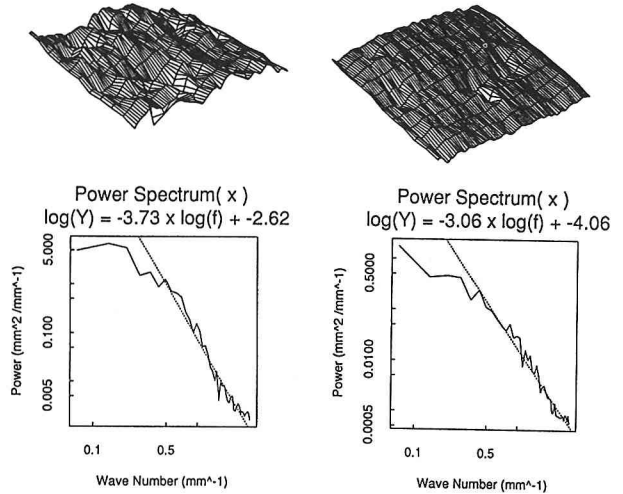 Power Spectrum( x )
log(Y) = -3.73 x log(f) + -2.62
Power (mm^2 /mm^-1)
5.000
0.100
0.005
0.1
0.5
Wave Number (mm^-1)
Power Spectrum( x )
log(Y) = -3.06 x log(f) + -4.06
Power (mm^2 /mm^-1)
0.5000
0.0100
0.0005
0.1
0.5
Wave Number (mm^-1)